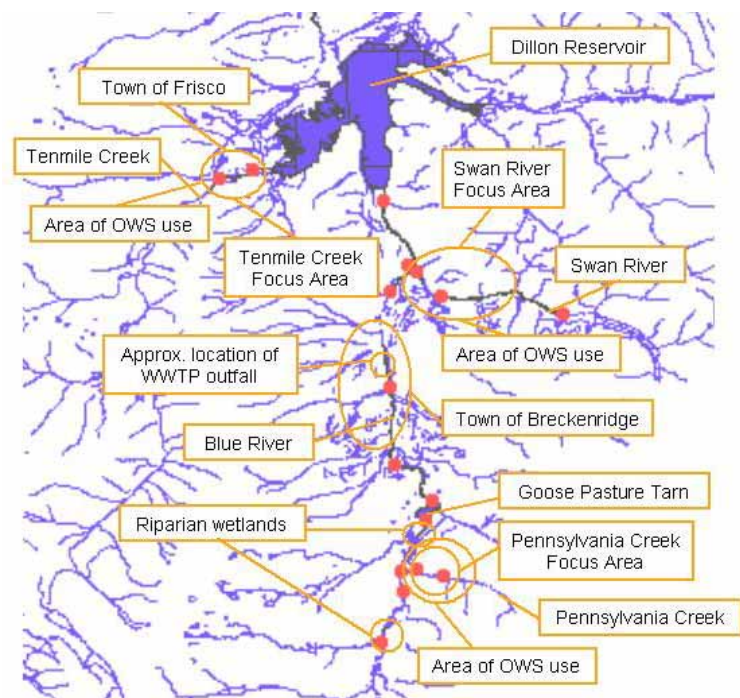 Dillon Reservoir
Town of Frisco
Tenmile Creek
Swan River
Focus Area
Area of OWS use
Tenmile Creek
Focus Area
Swan River
Approx. location of
WWTP outfall
Area of OWS use
Town of Breckenridge
Blue River
Goose Pasture Tarn
Riparian wetlands
Pennsylvania Creek
Focus Area
Pennsylvania Creek
Area of OWS use